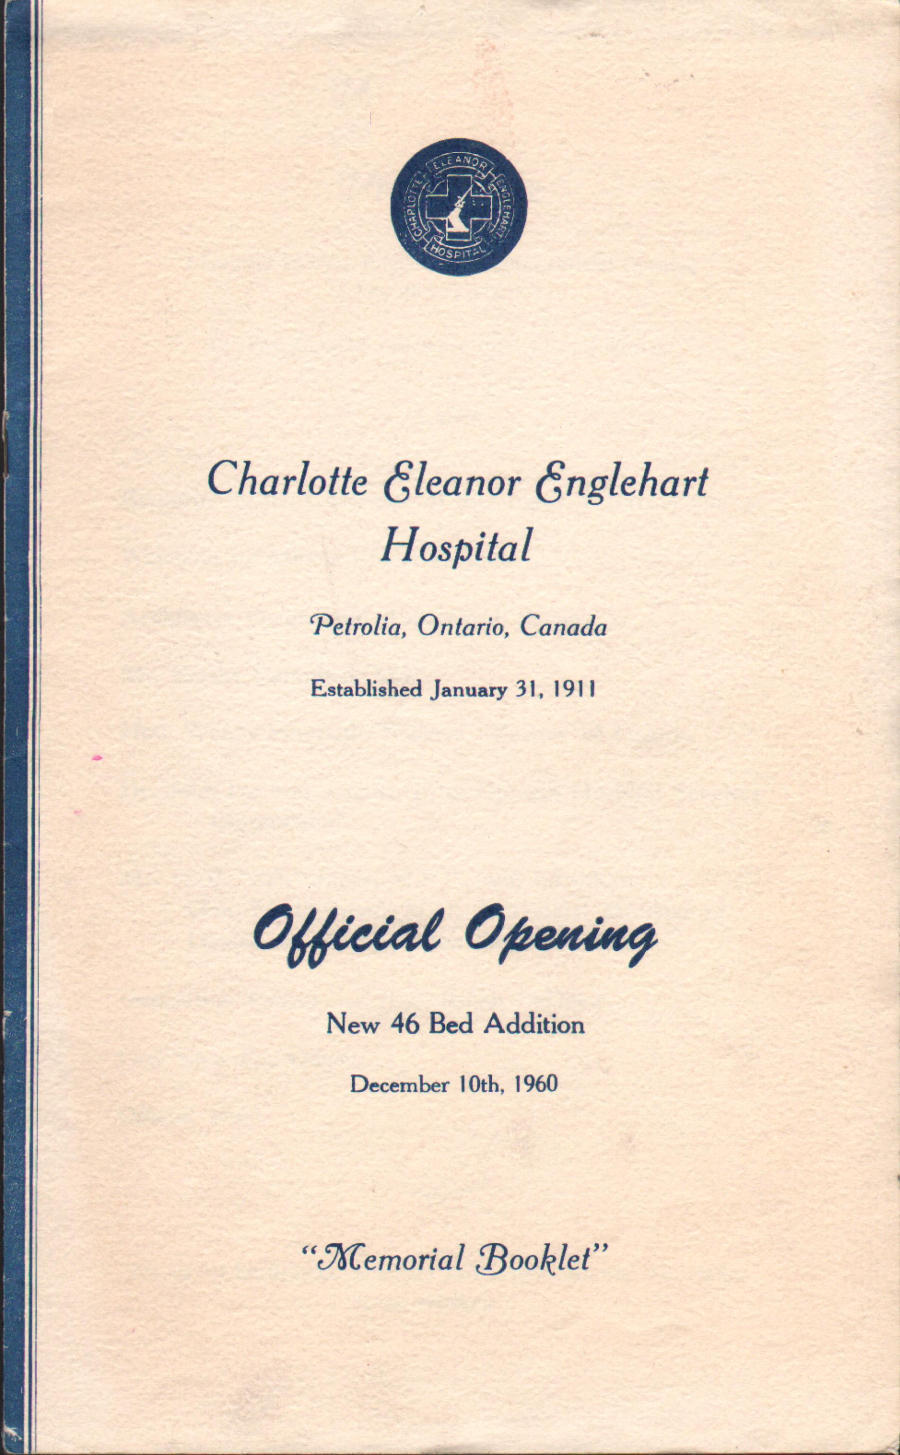 CHARLOTTE ELEANOR ENGLEHART
HOSPITAL
Charlotte Eleanor Englehart
Hospital
Petrolia, Ontario, Canada
Established January 31, 1911
Official Opening
New 46 Bed Addition
December 10th, 1960
"Memorial Booklet"